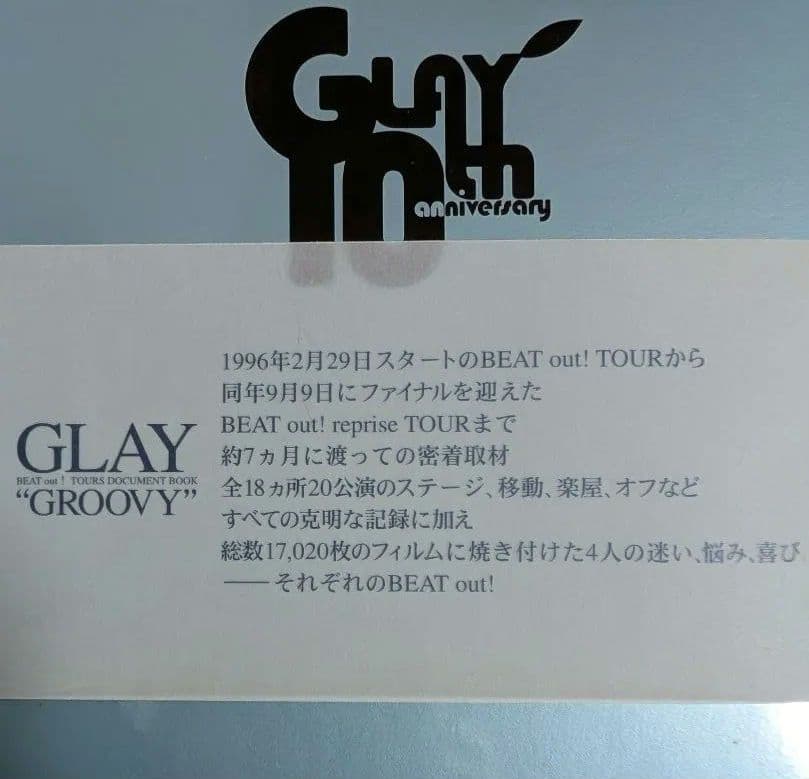 GLAY
10th
anniversary
GLAY
BEAT out! TOURS DOCUMENT BOOK
“GROOVY”
1996年2月29日スタートのBEAT out! TOURから
同年9月9日にファイナルを迎えた
BEAT out! reprise TOURまで
約7ヵ月に渡っての密着取材
全18ヵ所20公演のステージ、移動、楽屋、オフなど
すべての克明な記録に加え
総数17,020枚のフィルムに焼き付けた4人の迷い、悩み、喜び
──それぞれのBEAT out!